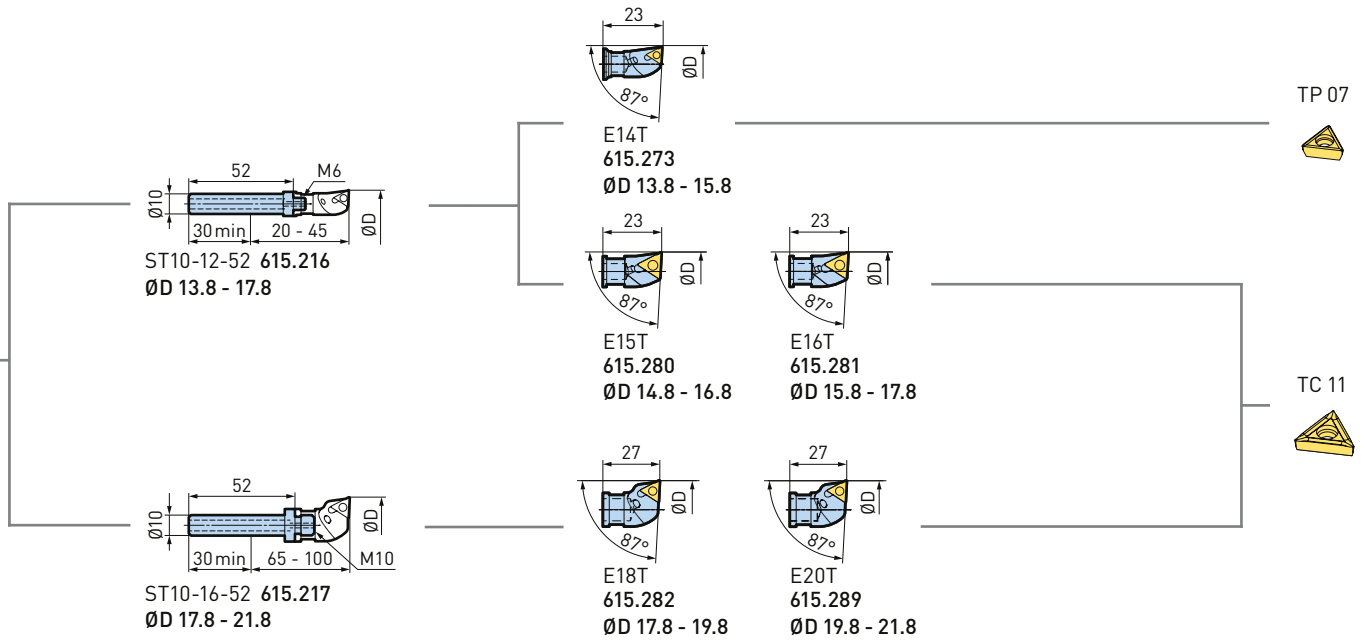 23
ØD
87°
E14T
615.273
ØD 13.8 - 15.8
TP 07
52
M6
Ø10
ØD
30 min
20 - 45
ST10-12-52 615.216
ØD 13.8 - 17.8
23
ØD
87°
E15T
615.280
ØD 14.8 - 16.8
23
ØD
87°
E16T
615.281
ØD 15.8 - 17.8
TC 11
52
Ø10
ØD
30 min
65 - 100
M10
ST10-16-52 615.217
ØD 17.8 - 21.8
27
ØD
87°
E18T
615.282
ØD 17.8 - 19.8
27
ØD
87°
E20T
615.289
ØD 19.8 - 21.8